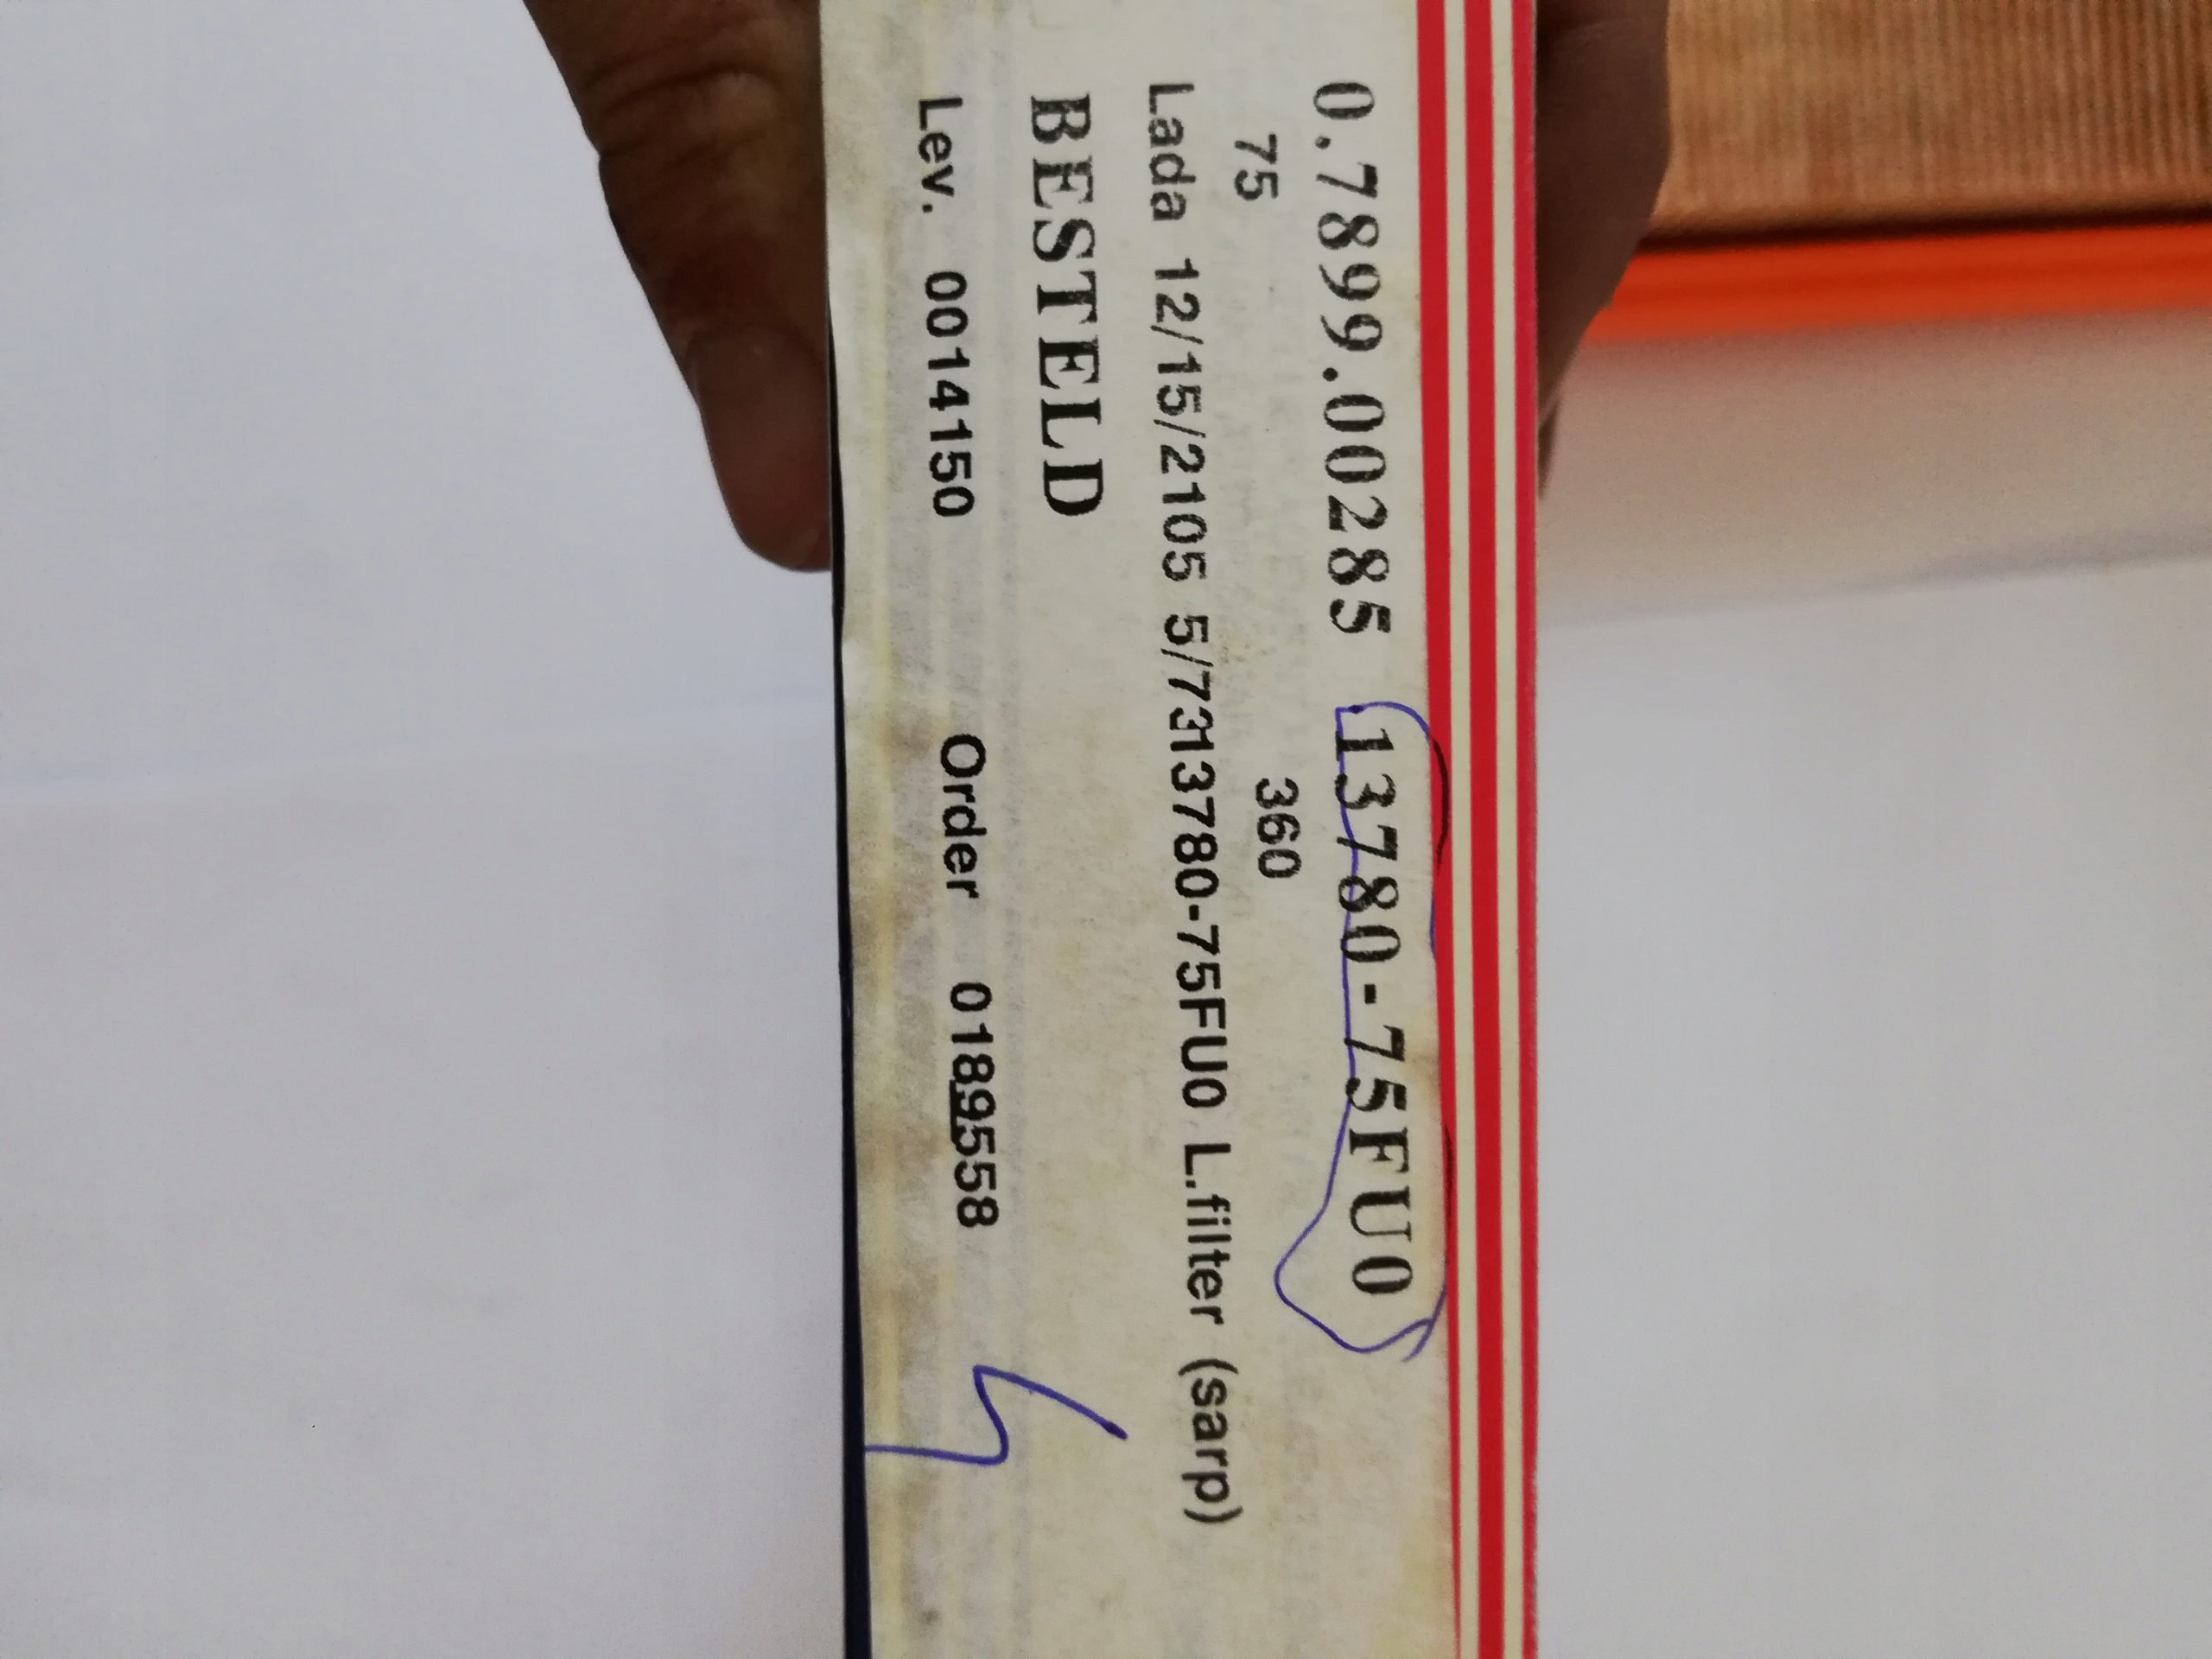 0.7899.00285 13780-75FU0
75 360
Lada 12/15/2105 5/7313780-75FU0 L.filter (sarp)
BESTELD
Lev. 0014150 Order 0189558